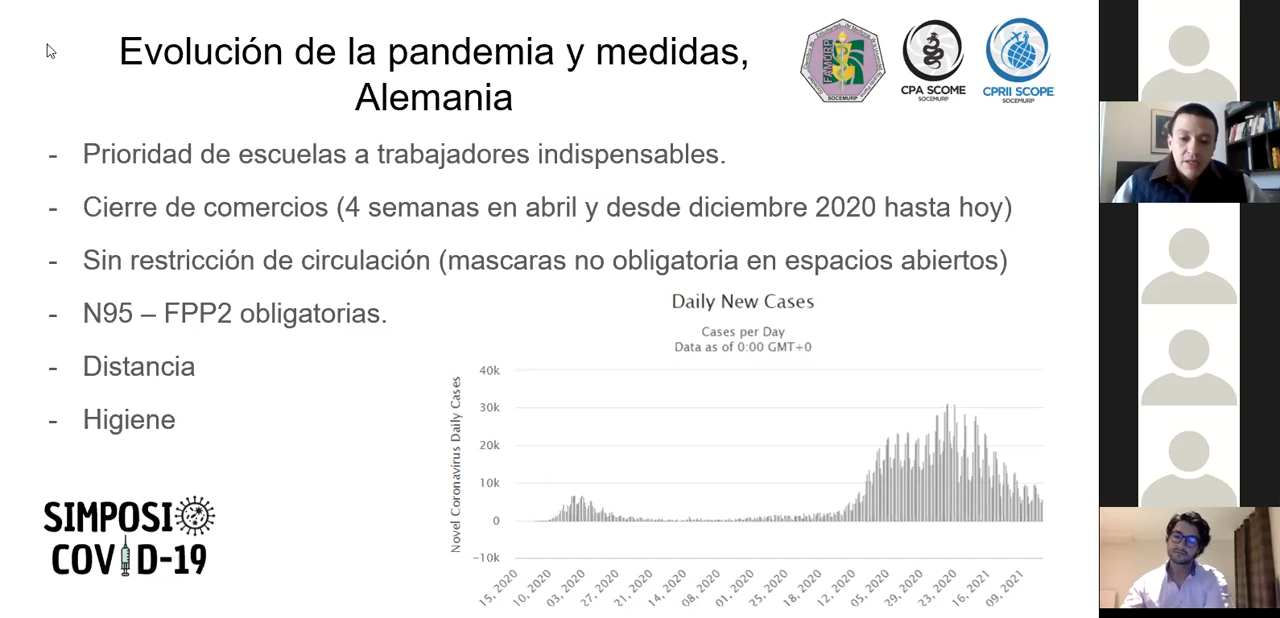 Evolución de la pandemia y medidas,
Alemania
FAMURP
SOCEMURP
CPA SCOME
SOCEMURP
CPRII SCOPE
SOCEMURP
- Prioridad de escuelas a trabajadores indispensables.
- Cierre de comercios (4 semanas en abril y desde diciembre 2020 hasta hoy)
- Sin restricción de circulación (mascaras no obligatoria en espacios abiertos)
- N95 – FPP2 obligatorias.
- Distancia
- Higiene
Daily New Cases
Cases per Day
Data as of 0:00 GMT+0
Novel Coronavirus Daily Cases
40k
30k
20k
10k
0
-10k
15, 2020
10, 2020
03, 2020
27, 2020
21, 2020
14, 2020
08, 2020
01, 2020
25, 2020
18, 2020
12, 2020
05, 2020
29, 2020
23, 2020
16, 2021
09, 2021
SIMPOSIO
COVID-19